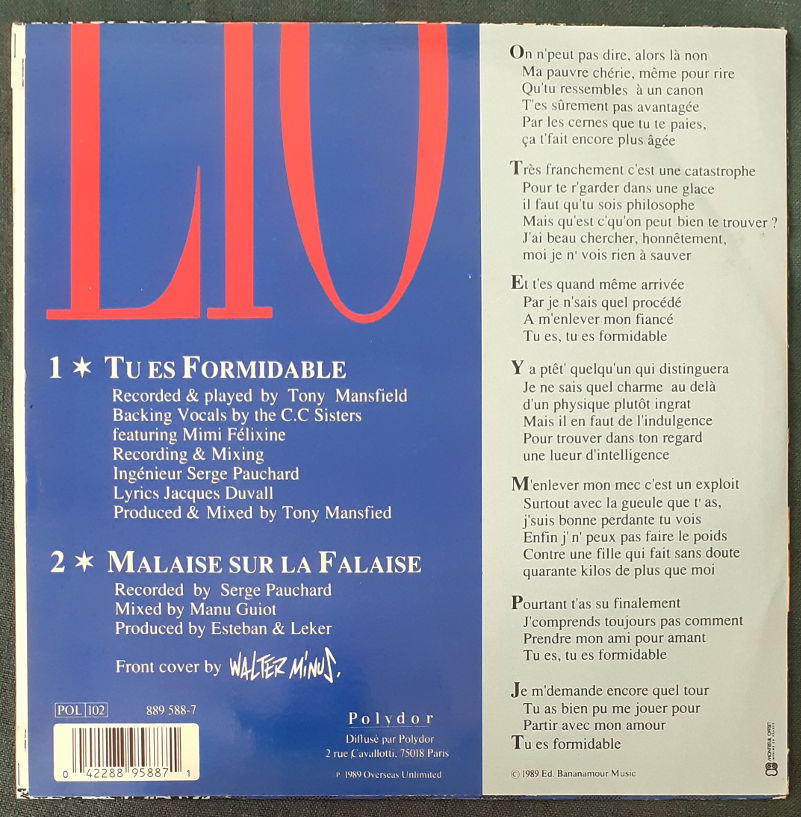 LIO
1 ✶ TU ES FORMIDABLE
Recorded & played by Tony Mansfield
Backing Vocals by the C.C Sisters
featuring Mimi Félixine
Recording & Mixing
Ingénieur Serge Pauchard
Lyrics Jacques Duvall
Produced & Mixed by Tony Mansfied
2 ✶ MALAISE SUR LA FALAISE
Recorded by Serge Pauchard
Mixed by Manu Guiot
Produced by Esteban & Leker
Front cover by WALTER MINUS.
POL 102 889 588-7
0 42288 95887 1
Polydor
Diffusé par Polydor
2 rue Cavallotti, 75018 Paris
P 1989 Overseas Unlimited
On n'peut pas dire, alors là non
Ma pauvre chérie, même pour rire
Qu'tu ressembles à un canon
T'es sûrement pas avantagée
Par les cernes que tu te paies,
ça t'fait encore plus âgée
Très franchement c'est une catastrophe
Pour te r'garder dans une glace
il faut qu'tu sois philosophe
Mais qu'est c'qu'on peut bien te trouver ?
J'ai beau chercher, honnêtement,
moi je n' vois rien à sauver
Et t'es quand même arrivée
Par je n'sais quel procédé
A m'enlever mon fiancé
Tu es, tu es formidable
Y a ptêt' quelqu'un qui distinguera
Je ne sais quel charme au delà
d'un physique plutôt ingrat
Mais il en faut de l'indulgence
Pour trouver dans ton regard
une lueur d'intelligence
M'enlever mon mec c'est un exploit
Surtout avec la gueule que t' as,
j'suis bonne perdante tu vois
Enfin j' n' peux pas faire le poids
Contre une fille qui fait sans doute
quarante kilos de plus que moi
Pourtant t'as su finalement
J'comprends toujours pas comment
Prendre mon ami pour amant
Tu es, tu es formidable
Je m'demande encore quel tour
Tu as bien pu me jouer pour
Partir avec mon amour
Tu es formidable
© 1989 Ed. Bananamour Music